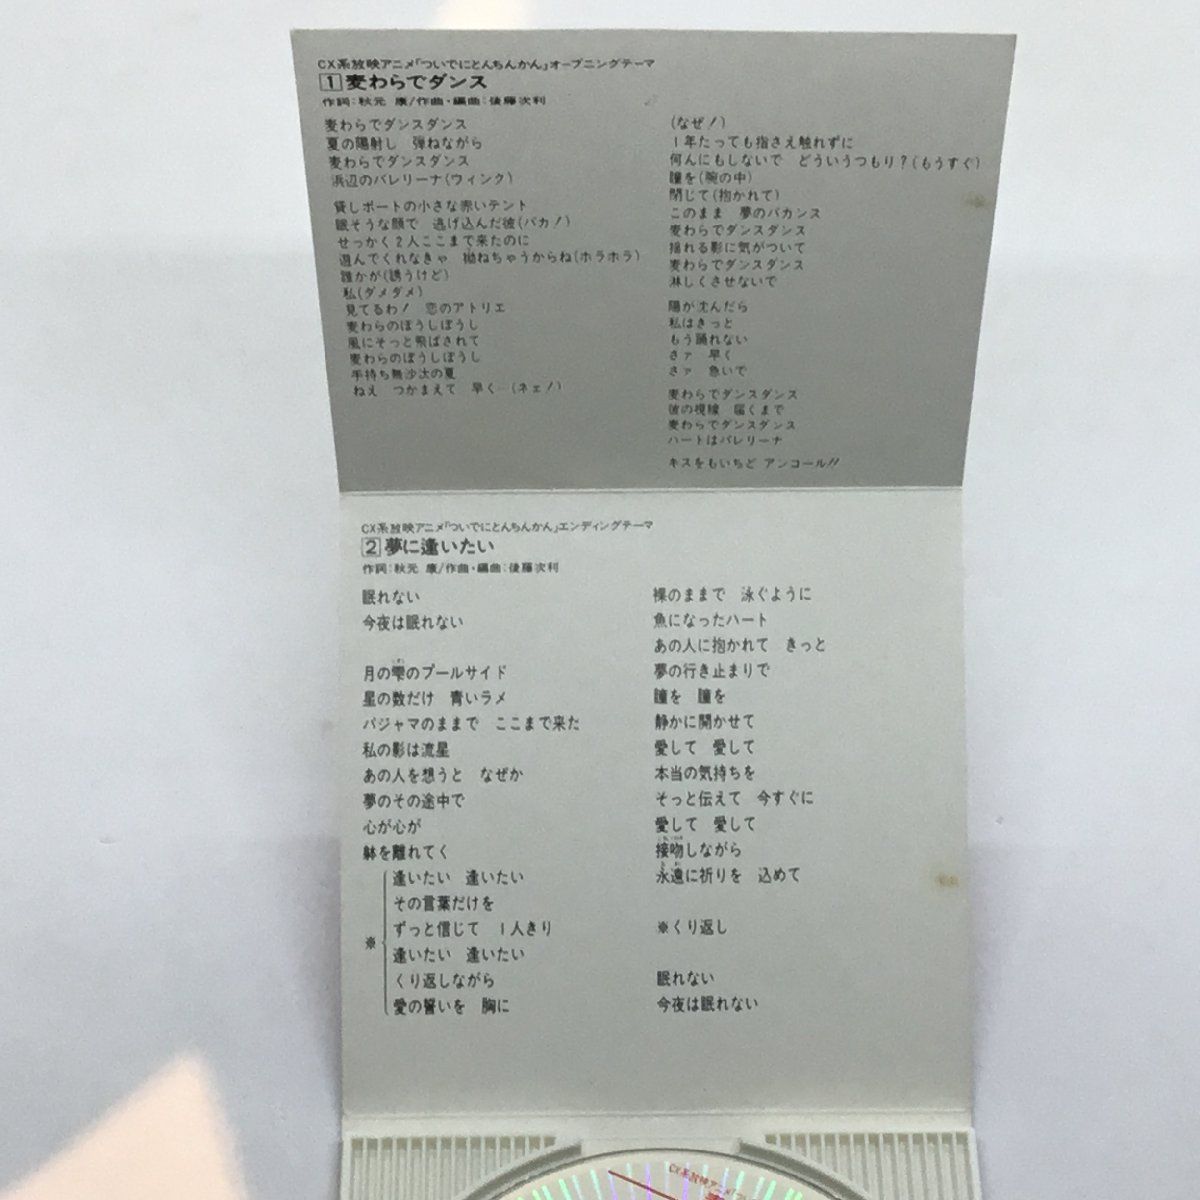 CX系放映アニメ「ついでにとんちんかん」オープニングテーマ
1 麦わらでダンス
作詞:秋元 康/作曲・編曲:後藤次利
麦わらでダンスダンス
夏の陽射し 弾ねながら
麦わらでダンスダンス
浜辺のバレリーナ(ウィンク)
貸しボートの小さな赤いテント
眠そうな顔で 逃げ込んだ彼(バカ!)
せっかく2人ここまで来たのに
遊んでくれなきゃ 拗ねちゃうからね(ホラホラ)
誰かが(誘うけど)
私(ダメダメ)
見てるわ! 恋のアトリエ
麦わらのぼうしぼうし
風にそっと飛ばされて
麦わらのぼうしぼうし
手持ち無沙汰の夏
ねえ つかまえて 早く…(ネェ!)
(なぜ!)
1年たっても指さえ触れずに
何んにもしないで どういうつもり?(もうすぐ)
瞳を(腕の中)
閉じて(抱かれて)
このまま 夢のバカンス
麦わらでダンスダンス
揺れる影に気がついて
麦わらでダンスダンス
淋しくさせないで
陽が沈んだら
私はきっと
もう踊れない
さァ 早く
さァ 急いで
麦わらでダンスダンス
彼の視線 届くまで
麦わらでダンスダンス
ハートはバレリーナ
キスをもいちど アンコール!!
CX系放映アニメ「ついでにとんちんかん」エンディングテーマ
2 夢に逢いたい
作詞:秋元 康/作曲・編曲:後藤次利
眠れない
今夜は眠れない
月の雫のプールサイド
星の数だけ 青いラメ
パジャマのままで ここまで来た
私の影は流星
あの人を想うと なぜか
夢のその途中で
心が心が
躰を離れてく
※
逢いたい 逢いたい
その言葉だけを
ずっと信じて 1人きり
逢いたい 逢いたい
くり返しながら
愛の誓いを 胸に
裸のままで 泳ぐように
魚になったハート
あの人に抱かれて きっと
夢の行き止まりで
瞳を 瞳を
静かに開かせて
愛して 愛して
本当の気持ちを
そっと伝えて 今すぐに
愛して 愛して
接吻しながら
永遠に祈りを 込めて
※くり返し
眠れない
今夜は眠れない
CX系放映アニメ